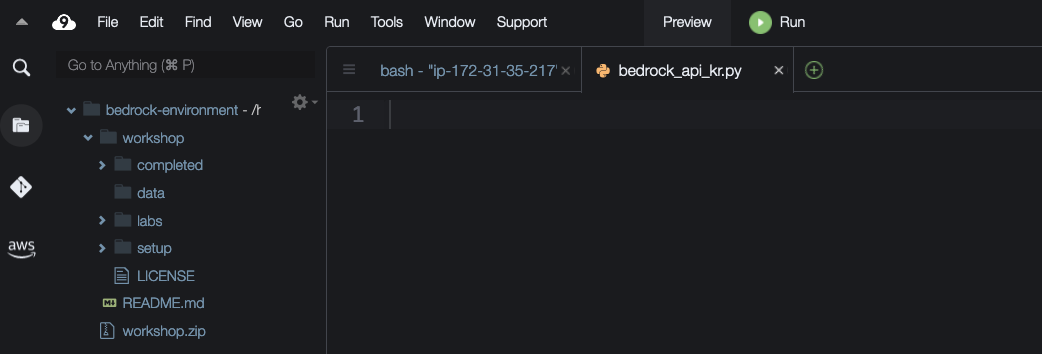 9 File Edit Find View Go Run Tools Window Support Preview Run
Go to Anything (⌘ P)
bash - "ip-172-31-35-217" bedrock_api_kr.py
bedrock-environment - /h
1
workshop
completed
data
labs
aws
setup
LICENSE
README.md
workshop.zip